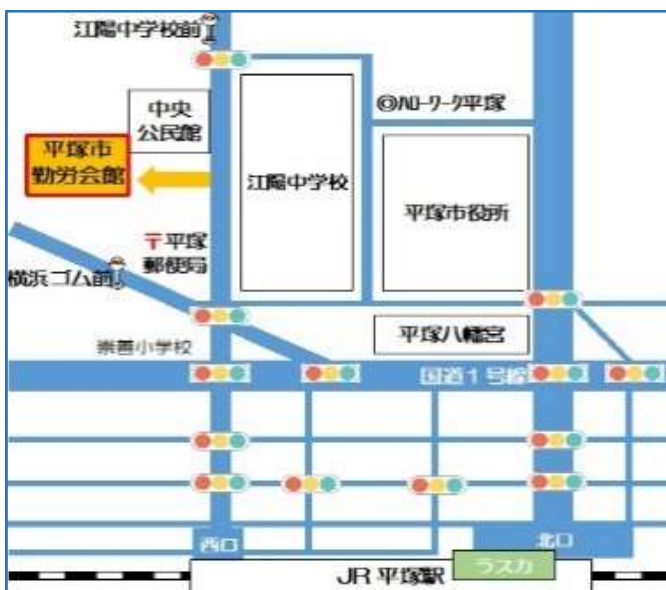 江陽中学校前
中央
公民館
◎ハローワーク平塚
平塚市
勤労会館
江陽中学校
平塚市役所
〒平塚
郵便局
横浜ゴム前
崇善小学校
平塚八幡宮
国道1号線
西口
北口
ラスカ
JR 平塚駅